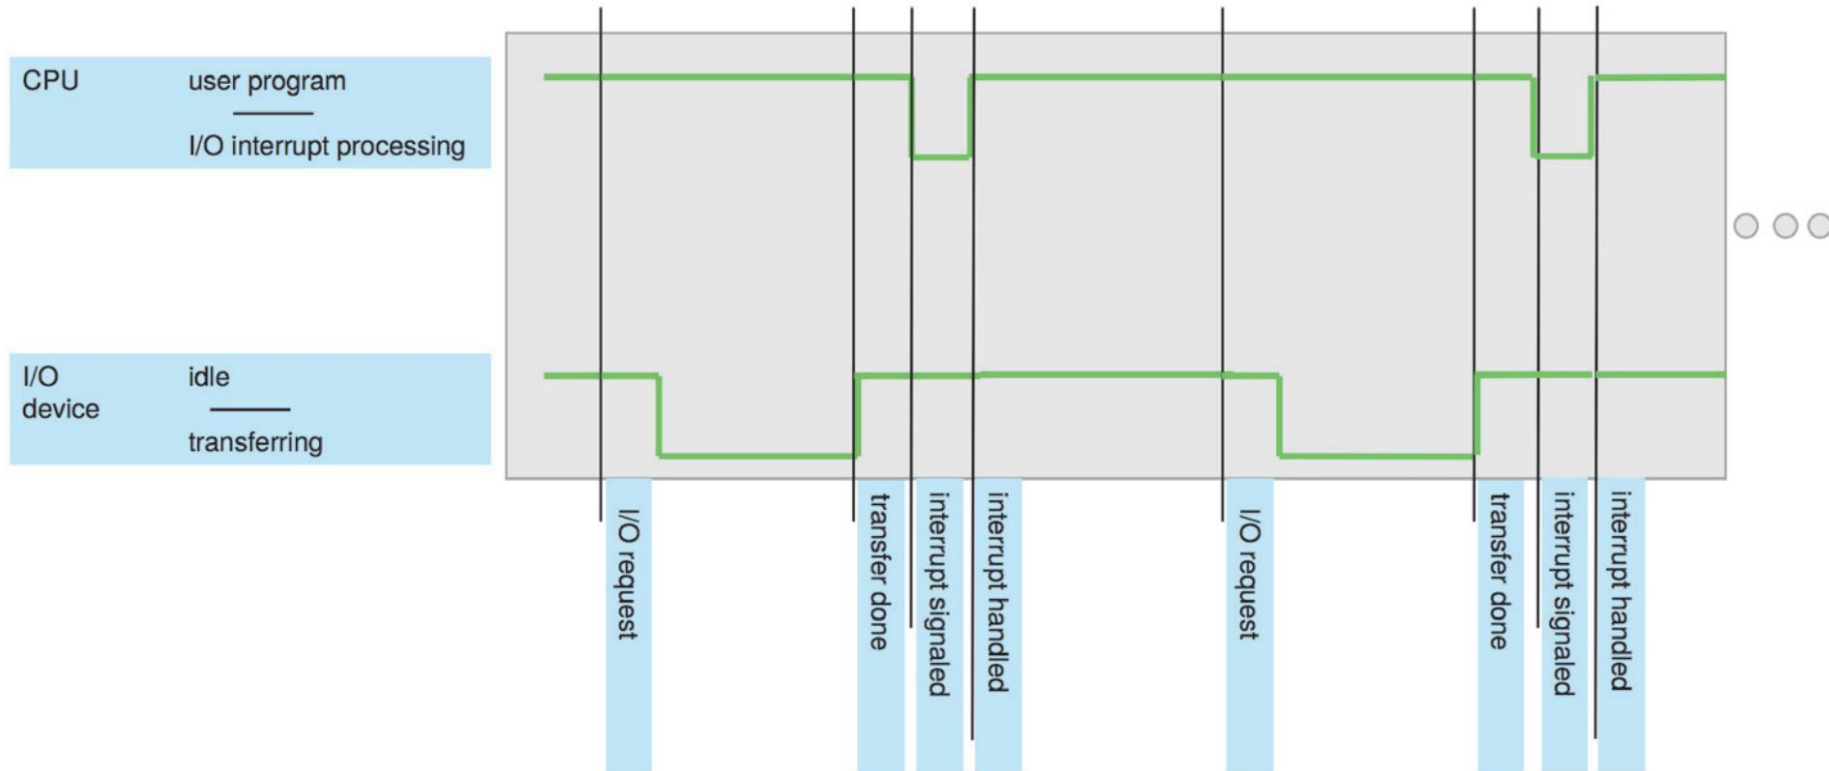 CPU
user program
I/O interrupt processing
I/O
device
idle
transferring
I/O request
transfer done
interrupt signaled
interrupt handled
I/O request
transfer done
interrupt signaled
interrupt handled